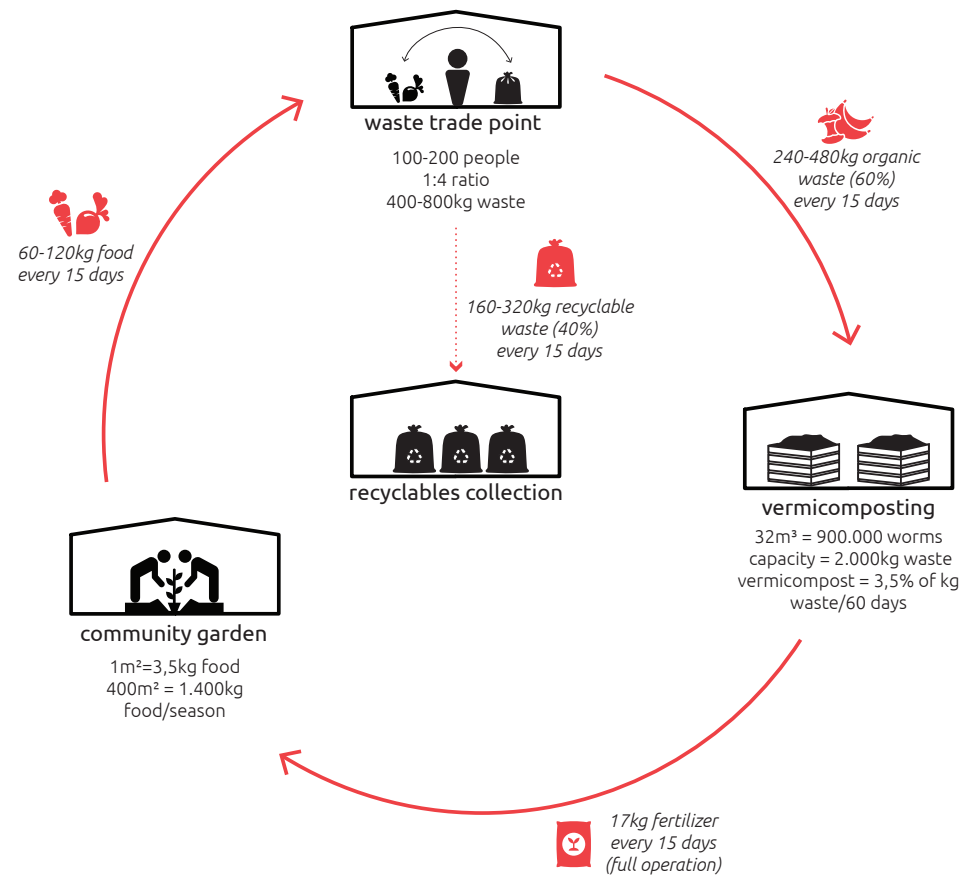 waste trade point
100-200 people
1:4 ratio
400-800kg waste
240-480kg organic
waste (60%)
every 15 days
60-120kg food
every 15 days
160-320kg recyclable
waste (40%)
every 15 days
recyclables collection
vermicomposting
32m³ = 900.000 worms
capacity = 2.000kg waste
vermicompost = 3,5% of kg
waste/60 days
community garden
1m²=3,5kg food
400m² = 1.400kg
food/season
17kg fertilizer
every 15 days
(full operation)